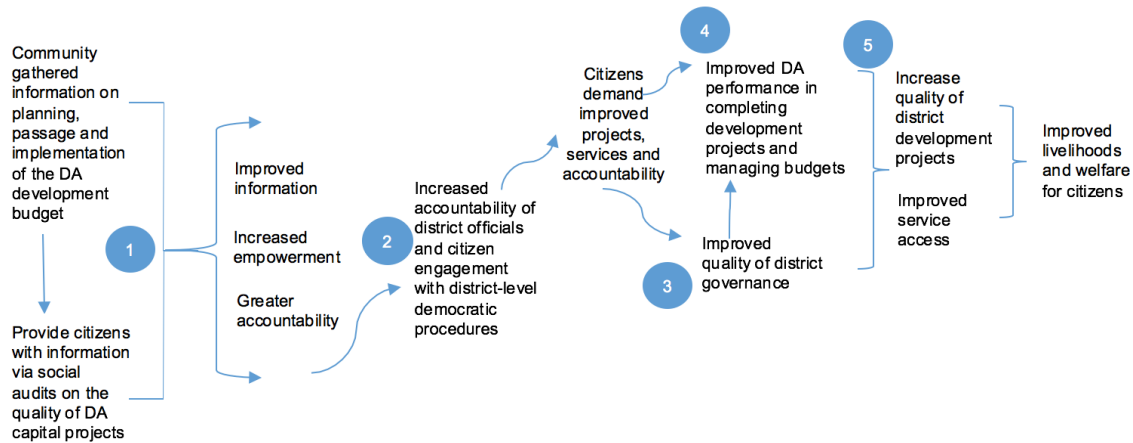 Community
gathered
information on
planning,
passage and
implementation
of the DA
development
budget
Provide citizens
with information
via social
audits on the
quality of DA
capital projects
1
Improved
information
Increased
empowerment
Greater
accountability
2
Increased
accountability of
district officials
and citizen
engagement
with district-level
democratic
procedures
Citizens
demand
improved
projects,
services and
accountability
4
Improved DA
performance in
completing
development
projects and
managing budgets
3
Improved
quality of district
governance
5
Increase
quality of
district
development
projects
Improved
service
access
Improved
livelihoods
and welfare
for citizens